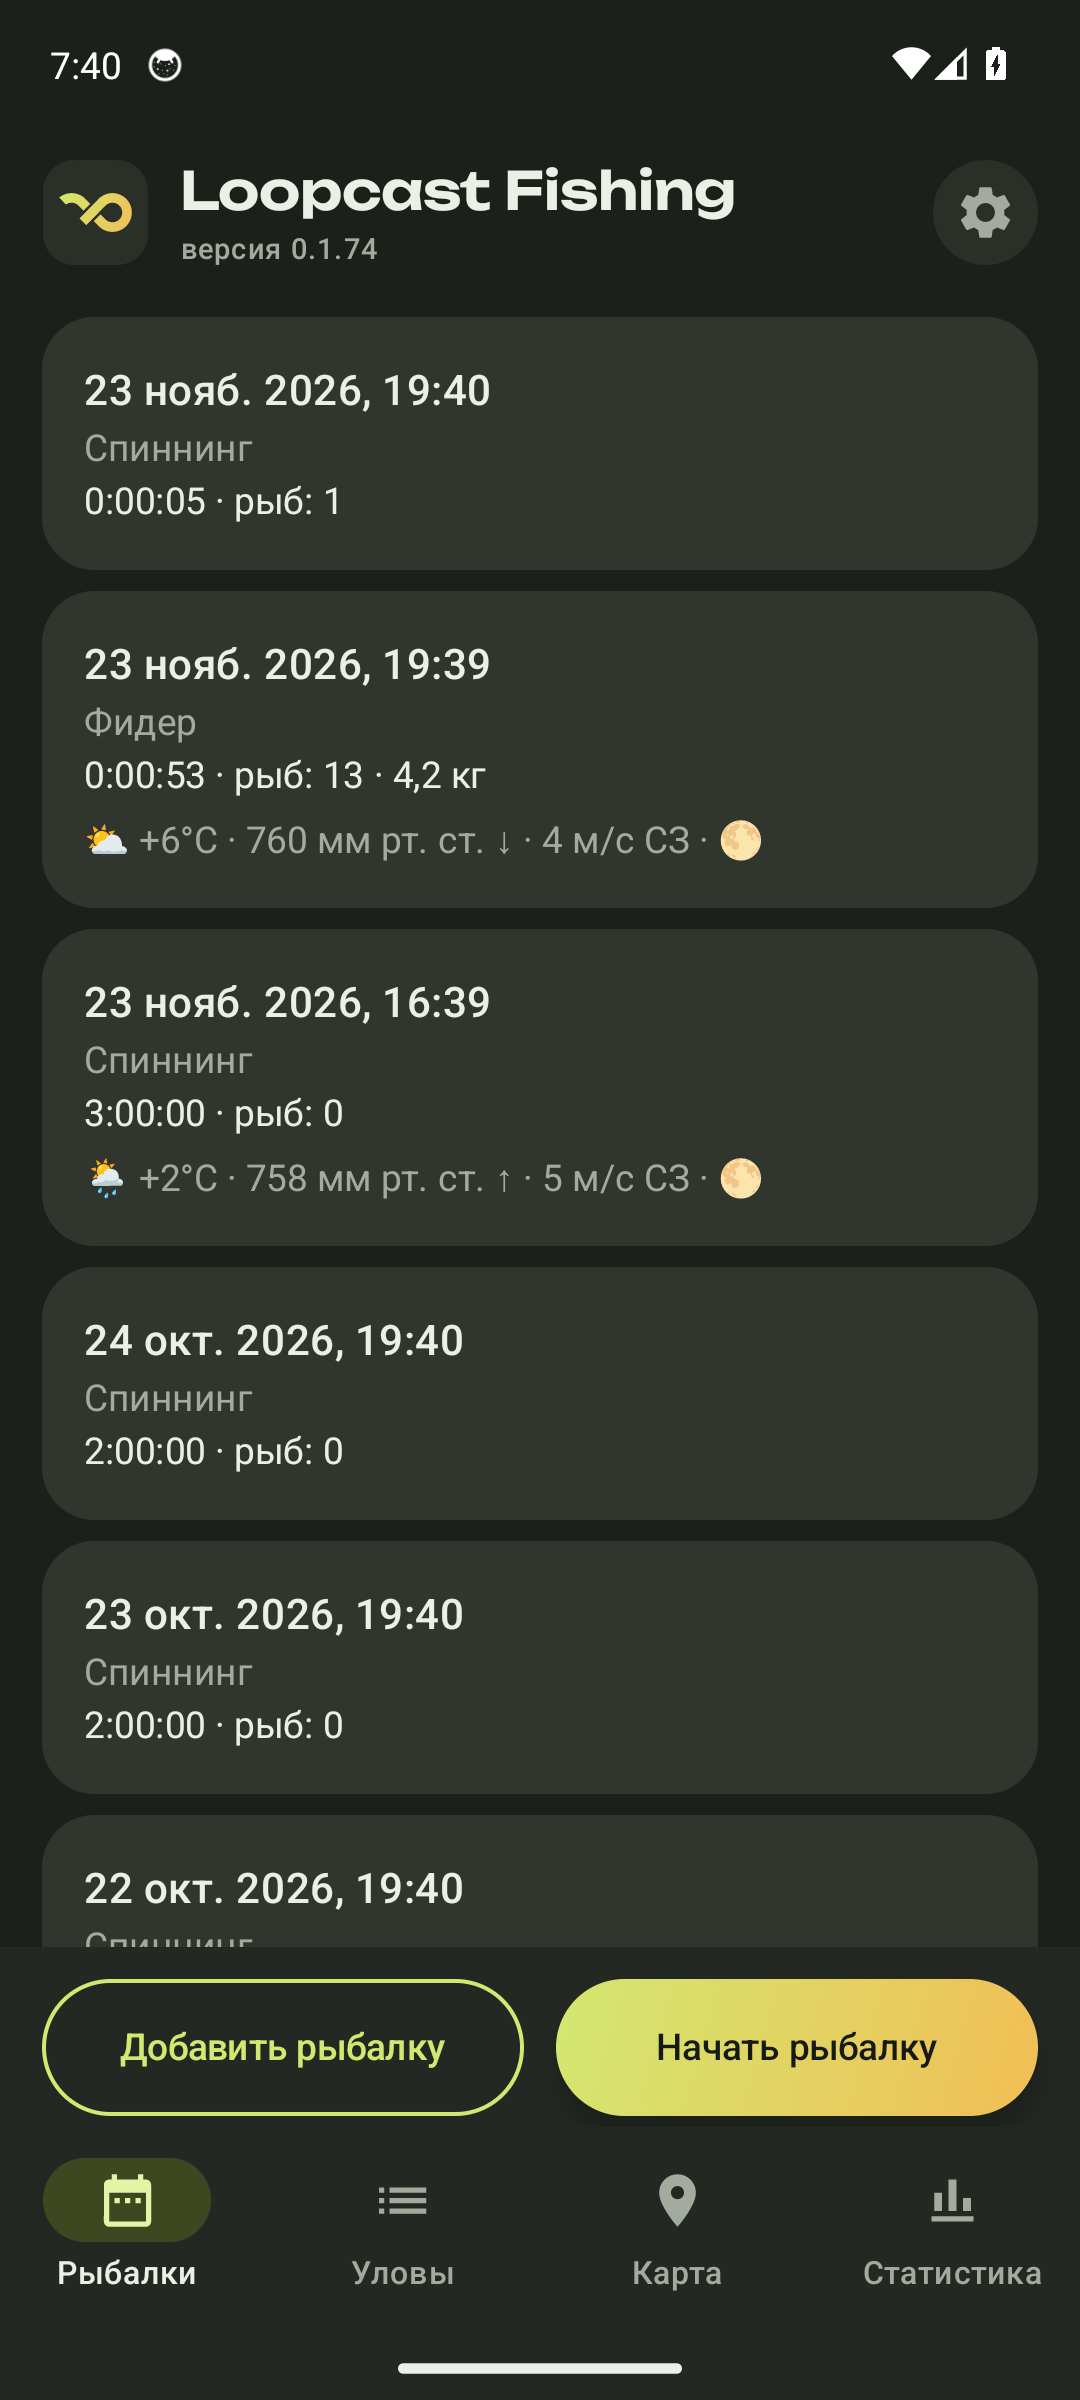 7:40
Loopcast Fishing
версия 0.1.74
23 нояб. 2026, 19:40
Спиннинг
0:00:05 · рыб: 1
23 нояб. 2026, 19:39
Фидер
0:00:53 · рыб: 13 · 4,2 кг
⛅ +6°C · 760 мм рт. ст. ↓ · 4 м/с СЗ · 🌕
23 нояб. 2026, 16:39
Спиннинг
3:00:00 · рыб: 0
🌦 +2°C · 758 мм рт. ст. ↑ · 5 м/с СЗ · 🌕
24 окт. 2026, 19:40
Спиннинг
2:00:00 · рыб: 0
23 окт. 2026, 19:40
Спиннинг
2:00:00 · рыб: 0
22 окт. 2026, 19:40
Спиннинг
Добавить рыбалку
Начать рыбалку
Рыбалки
Уловы
Карта
Статистика